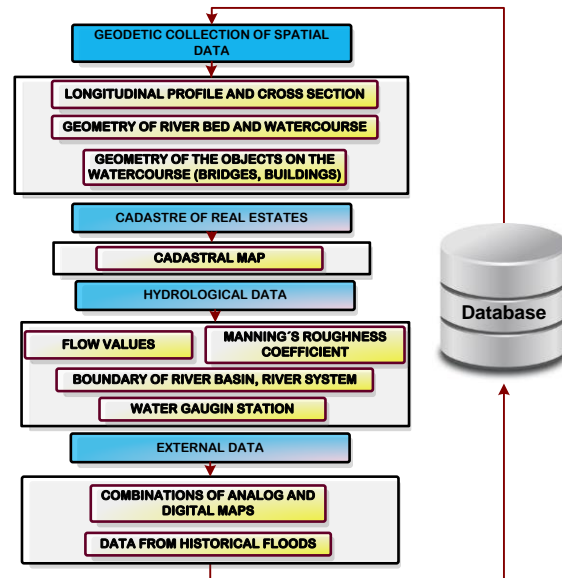 GEODETIC COLLECTION OF SPATIAL
DATA
LONGITUDINAL PROFILE AND CROSS SECTION
GEOMETRY OF RIVER BED AND WATERCOURSE
GEOMETRY OF THE OBJECTS ON THE
WATERCOURSE (BRIDGES, BUILDINGS)
CADASTRE OF REAL ESTATES
CADASTRAL MAP
HYDROLOGICAL DATA
FLOW VALUES
MANNING´S ROUGHNESS
COEFFICIENT
BOUNDARY OF RIVER BASIN, RIVER SYSTEM
WATER GAUGIN STATION
EXTERNAL DATA
COMBINATIONS OF ANALOG AND
DIGITAL MAPS
DATA FROM HISTORICAL FLOODS
Database